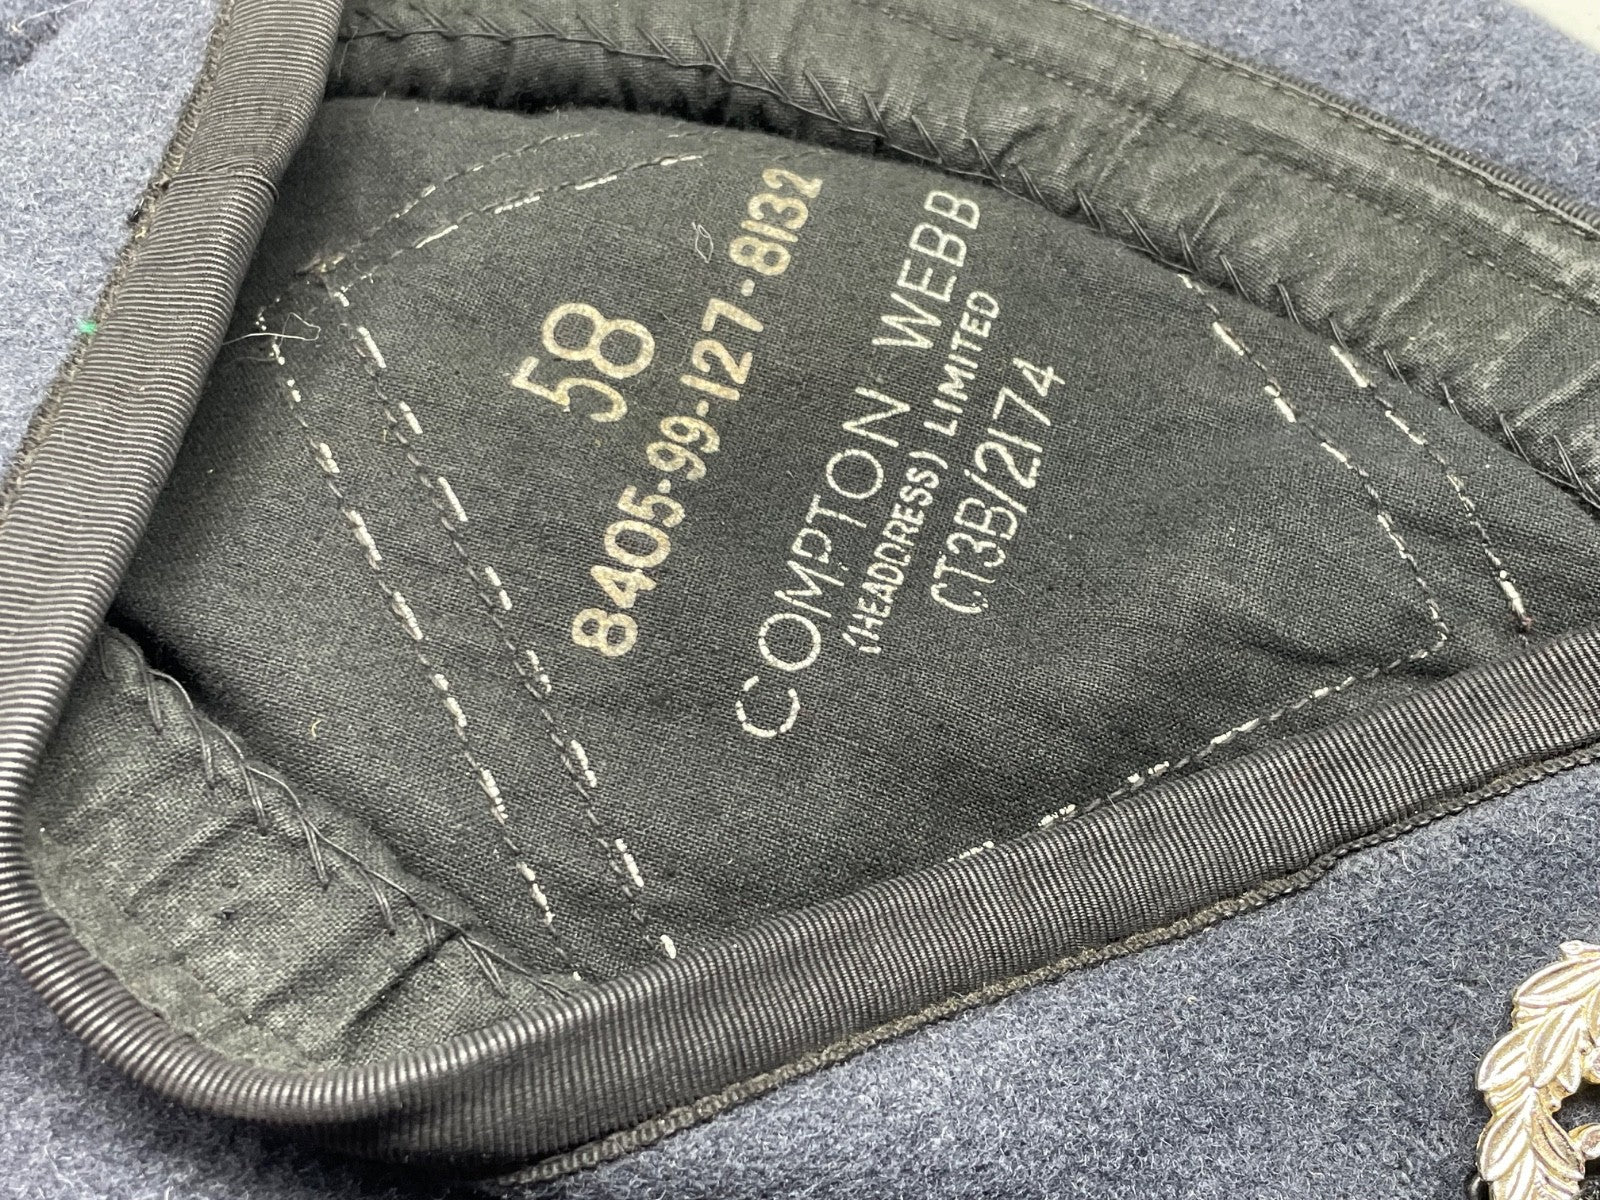 58
8405-99-127-8132
COMPTON WEBB
(HEADDRESS) LIMITED
CT3B/2174